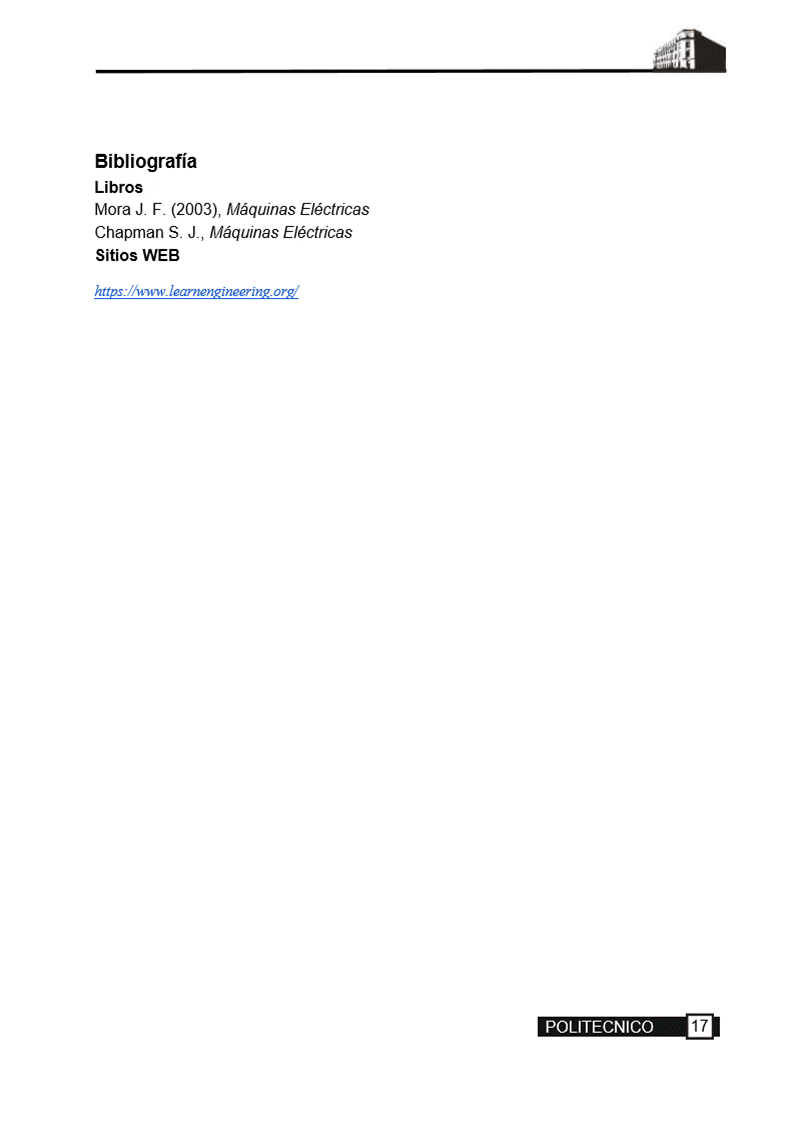 Bibliografía
Libros
Mora J. F. (2003), Máquinas Eléctricas
Chapman S. J., Máquinas Eléctricas
Sitios WEB
https://www.learnengineering.org/
POLITECNICO 17